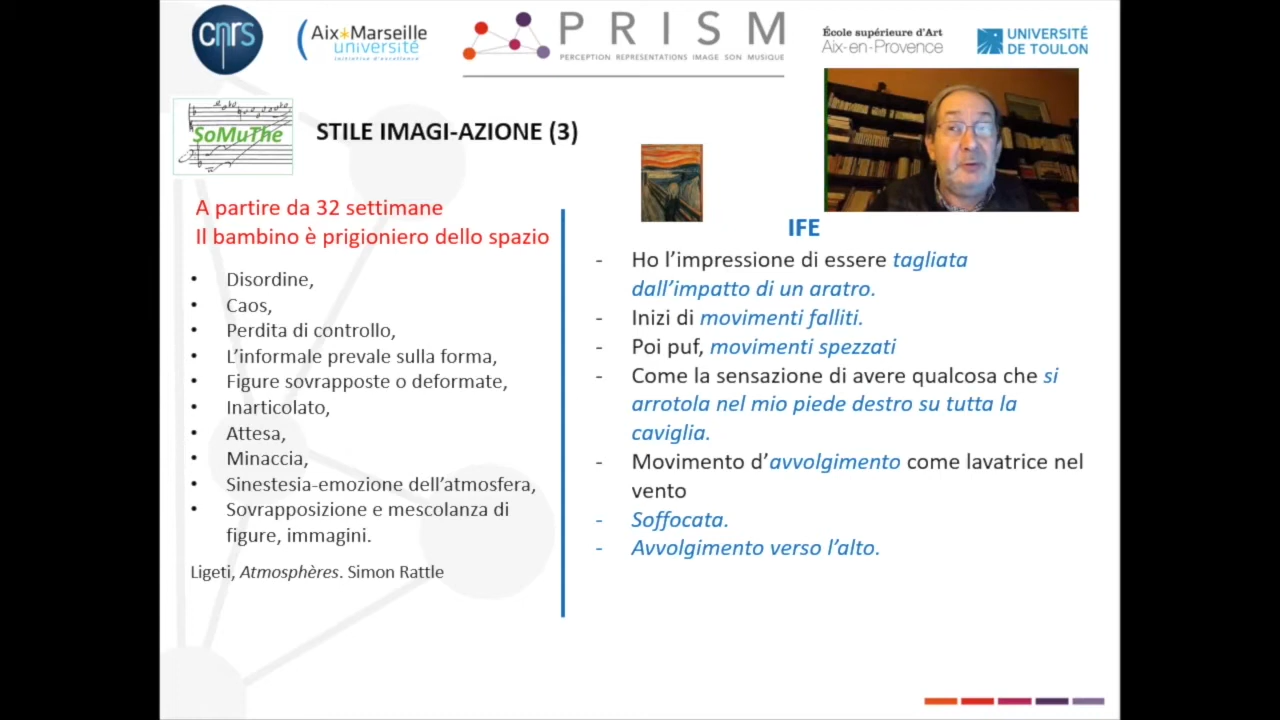 cnrs
Aix*Marseille
université
Initiative d'excellence
PRISM
PERCEPTION REPRESENTATIONS IMAGE SON MUSIQUE
École supérieure d'Art
Aix-en-Provence
UNIVERSITÉ
DE TOULON
SoMuThe
STILE IMAGI-AZIONE (3)
A partire da 32 settimane
Il bambino è prigioniero dello spazio
• Disordine,
• Caos,
• Perdita di controllo,
• L'informale prevale sulla forma,
• Figure sovrapposte o deformate,
• Inarticolato,
• Attesa,
• Minaccia,
• Sinestesia-emozione dell'atmosfera,
• Sovrapposizione e mescolanza di
figure, immagini.
Ligeti, Atmosphères. Simon Rattle
IFE
- Ho l'impressione di essere tagliata
dall'impatto di un aratro.
- Inizi di movimenti falliti.
- Poi puf, movimenti spezzati
- Come la sensazione di avere qualcosa che si
arrotola nel mio piede destro su tutta la
caviglia.
- Movimento d'avvolgimento come lavatrice nel
vento
- Soffocata.
- Avvolgimento verso l'alto.